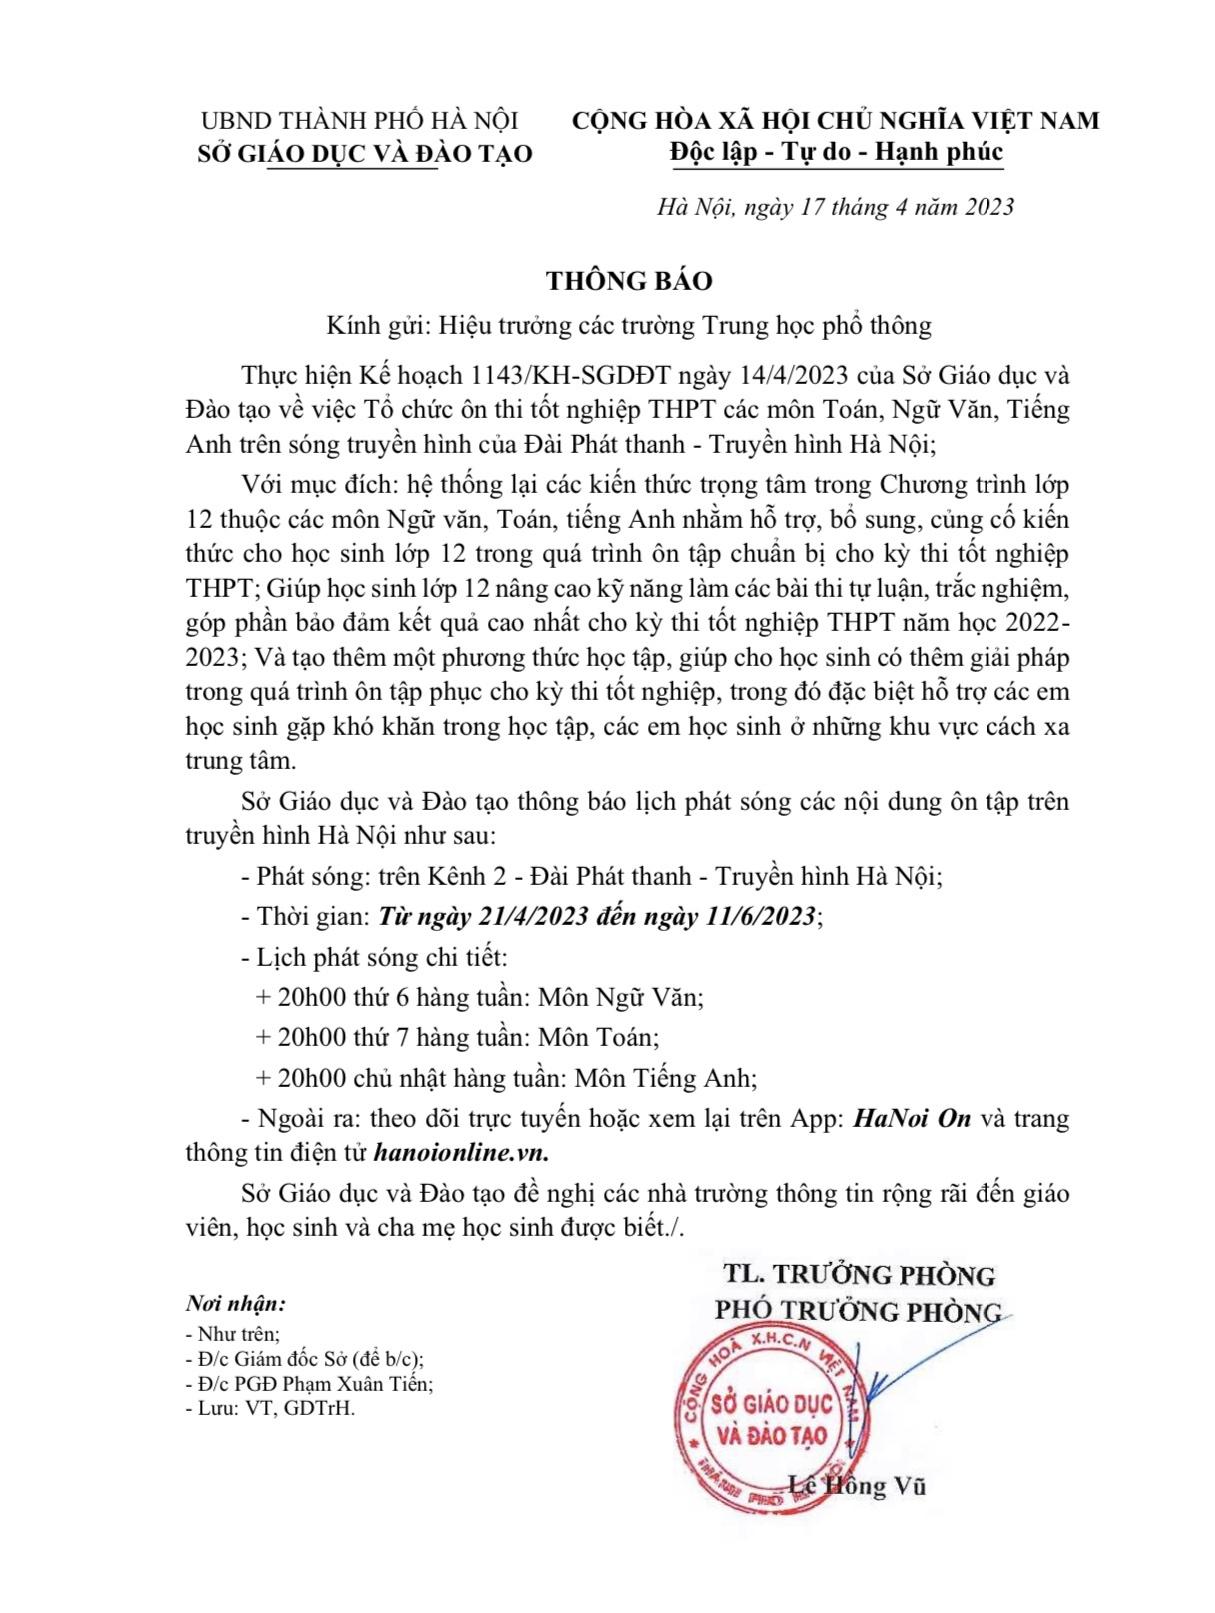 UBND THÀNH PHỐ HÀ NỘI
SỞ GIÁO DỤC VÀ ĐÀO TẠO
CỘNG HÒA XÃ HỘI CHỦ NGHĨA VIỆT NAM
Độc lập - Tự do - Hạnh phúc
Hà Nội, ngày 17 tháng 4 năm 2023
THÔNG BÁO
Kính gửi: Hiệu trưởng các trường Trung học phổ thông
Thực hiện Kế hoạch 1143/KH-SGDĐT ngày 14/4/2023 của Sở Giáo dục và
Đào tạo về việc Tổ chức ôn thi tốt nghiệp THPT các môn Toán, Ngữ Văn, Tiếng
Anh trên sóng truyền hình của Đài Phát thanh - Truyền hình Hà Nội;
Với mục đích: hệ thống lại các kiến thức trọng tâm trong Chương trình lớp
12 thuộc các môn Ngữ văn, Toán, tiếng Anh nhằm hỗ trợ, bổ sung, củng cố kiến
thức cho học sinh lớp 12 trong quá trình ôn tập chuẩn bị cho kỳ thi tốt nghiệp
THPT; Giúp học sinh lớp 12 nâng cao kỹ năng làm các bài thi tự luận, trắc nghiệm,
góp phần bảo đảm kết quả cao nhất cho kỳ thi tốt nghiệp THPT năm học 2022-
2023; Và tạo thêm một phương thức học tập, giúp cho học sinh có thêm giải pháp
trong quá trình ôn tập phục cho kỳ thi tốt nghiệp, trong đó đặc biệt hỗ trợ các em
học sinh gặp khó khăn trong học tập, các em học sinh ở những khu vực cách xa
trung tâm.
Sở Giáo dục và Đào tạo thông báo lịch phát sóng các nội dung ôn tập trên
truyền hình Hà Nội như sau:
- Phát sóng: trên Kênh 2 - Đài Phát thanh - Truyền hình Hà Nội;
- Thời gian: Từ ngày 21/4/2023 đến ngày 11/6/2023;
- Lịch phát sóng chi tiết:
+ 20h00 thứ 6 hàng tuần: Môn Ngữ Văn;
+ 20h00 thứ 7 hàng tuần: Môn Toán;
+ 20h00 chủ nhật hàng tuần: Môn Tiếng Anh;
- Ngoài ra: theo dõi trực tuyến hoặc xem lại trên App: HaNoi On và trang
thông tin điện tử hanoionline.vn.
Sở Giáo dục và Đào tạo đề nghị các nhà trường thông tin rộng rãi đến giáo
viên, học sinh và cha mẹ học sinh được biết./.
Nơi nhận:
- Như trên;
- Đ/c Giám đốc Sở (để b/c);
- Đ/c PGĐ Phạm Xuân Tiến;
- Lưu: VT, GDTrH.
TL. TRƯỞNG PHÒNG
PHÓ TRƯỞNG PHÒNG
CỘNG HOÀ X.H.C.N VIỆT NAM
SỞ GIÁO DỤC
VÀ ĐÀO TẠO
THÀNH PHỐ HÀ NỘI
Lê Hồng Vũ